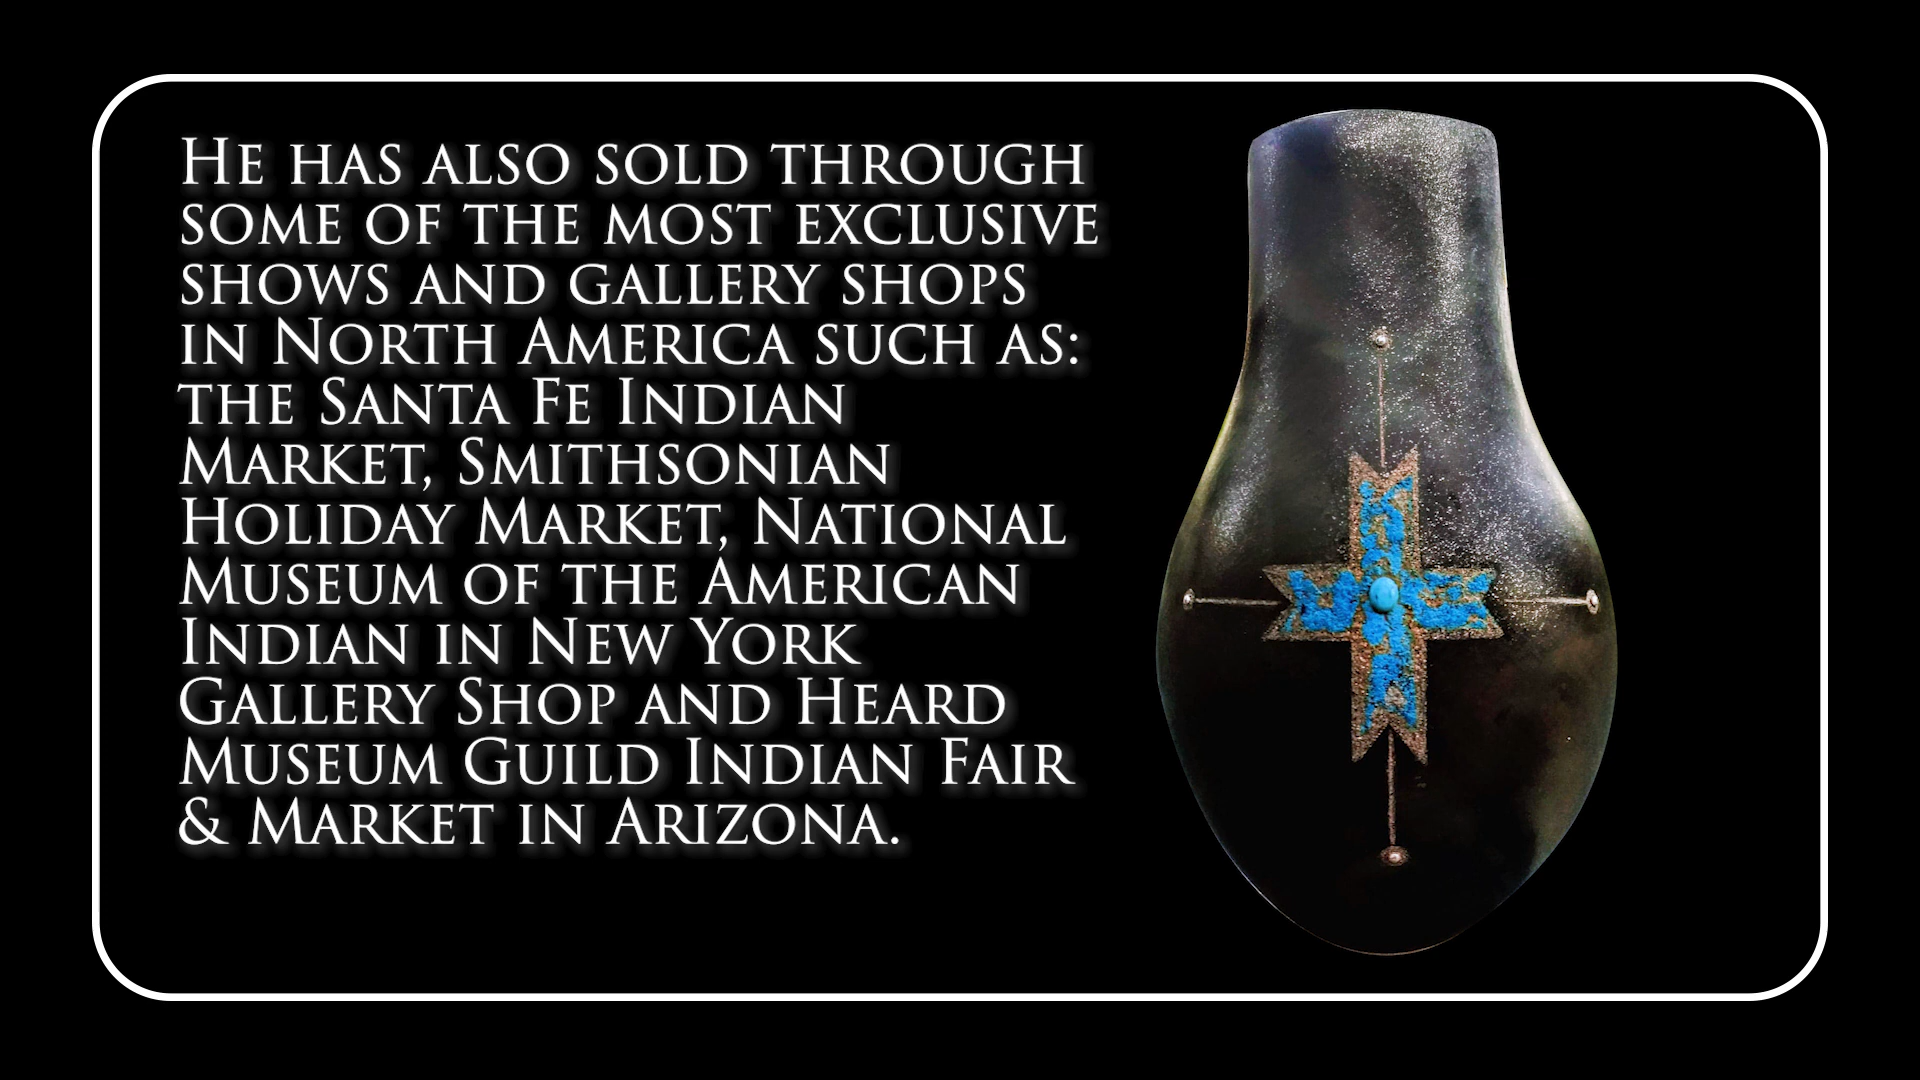 He has also sold through
some of the most exclusive
shows and gallery shops
in North America such as:
the Santa Fe Indian
Market, Smithsonian
Holiday Market, National
Museum of the American
Indian in New York
Gallery Shop and Heard
Museum Guild Indian Fair
& Market in Arizona.